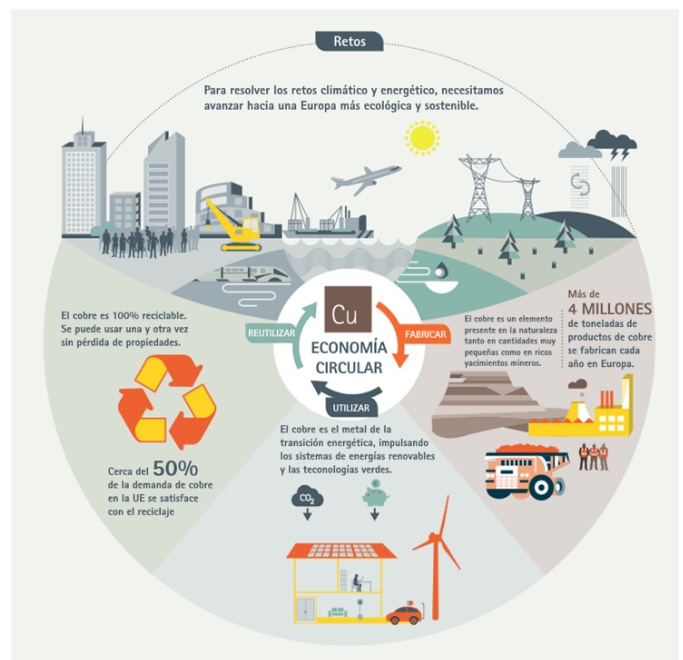 Retos
Para resolver los retos climático y energético, necesitamos
avanzar hacia una Europa más ecológica y sostenible.
El cobre es 100% reciclable.
Se puede usar una y otra vez
sin pérdida de propiedades.
Cerca del 50%
de la demanda de cobre
en la UE se satisface
con el reciclaje
REUTILIZAR
Cu
FABRICAR
ECONOMÍA
CIRCULAR
UTILIZAR
El cobre es un elemento
presente en la naturaleza
tanto en cantidades muy
pequeñas como en ricos
yacimientos mineros.
Más de
4 MILLONES
de toneladas de
productos de cobre
se fabrican cada
año en Europa.
El cobre es el metal de la
transición energética, impulsando
los sistemas de energías renovables
y las teconologías verdes.
CO2